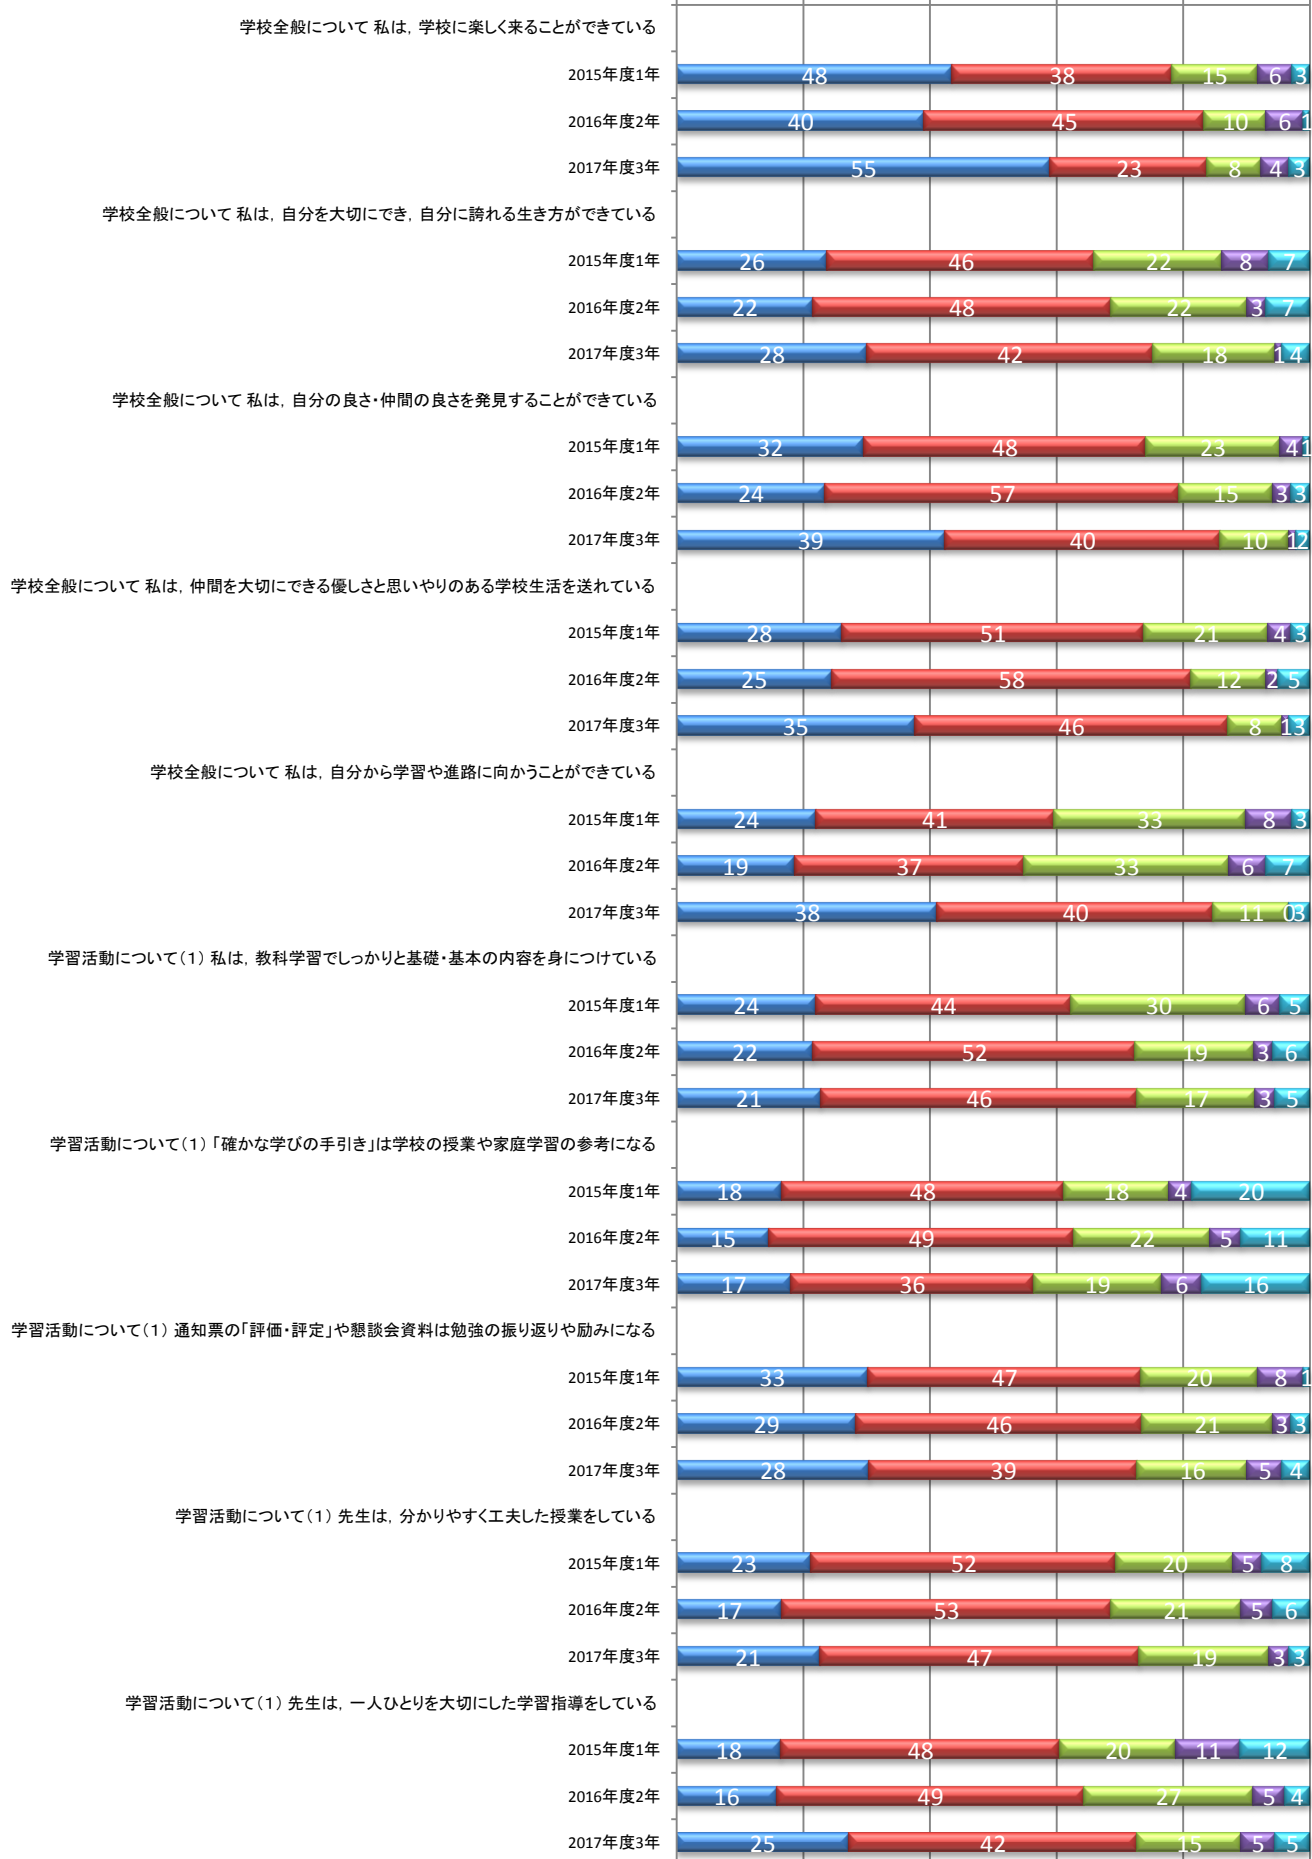 学校全般について 私は，学校に楽しく来ることができている
2015年度1年 48 38 15 6 3
2016年度2年 40 45 10 6 1
2017年度3年 55 23 8 4 3
学校全般について 私は，自分を大切にでき，自分に誇れる生き方ができている
2015年度1年 26 46 22 8 7
2016年度2年 22 48 22 3 7
2017年度3年 28 42 18 1 4
学校全般について 私は，自分の良さ・仲間の良さを発見することができている
2015年度1年 32 48 23 4 1
2016年度2年 24 57 15 3 3
2017年度3年 39 40 10 1 2
学校全般について 私は，仲間を大切にできる優しさと思いやりのある学校生活を送れている
2015年度1年 28 51 21 4 3
2016年度2年 25 58 12 2 5
2017年度3年 35 46 8 1 3
学校全般について 私は，自分から学習や進路に向かうことができている
2015年度1年 24 41 33 8 3
2016年度2年 19 37 33 6 7
2017年度3年 38 40 11 0 3
学習活動について（１） 私は，教科学習でしっかりと基礎・基本の内容を身につけている
2015年度1年 24 44 30 6 5
2016年度2年 22 52 19 3 6
2017年度3年 21 46 17 3 5
学習活動について（１） 「確かな学びの手引き」は学校の授業や家庭学習の参考になる
2015年度1年 18 48 18 4 20
2016年度2年 15 49 22 5 11
2017年度3年 17 36 19 6 16
学習活動について（１） 通知票の「評価・評定」や懇談会資料は勉強の振り返りや励みになる
2015年度1年 33 47 20 8 1
2016年度2年 29 46 21 3 3
2017年度3年 28 39 16 5 4
学習活動について（１） 先生は，分かりやすく工夫した授業をしている
2015年度1年 23 52 20 5 8
2016年度2年 17 53 21 5 6
2017年度3年 21 47 19 3 3
学習活動について（１） 先生は，一人ひとりを大切にした学習指導をしている
2015年度1年 18 48 20 11 12
2016年度2年 16 49 27 5 4
2017年度3年 25 42 15 5 5